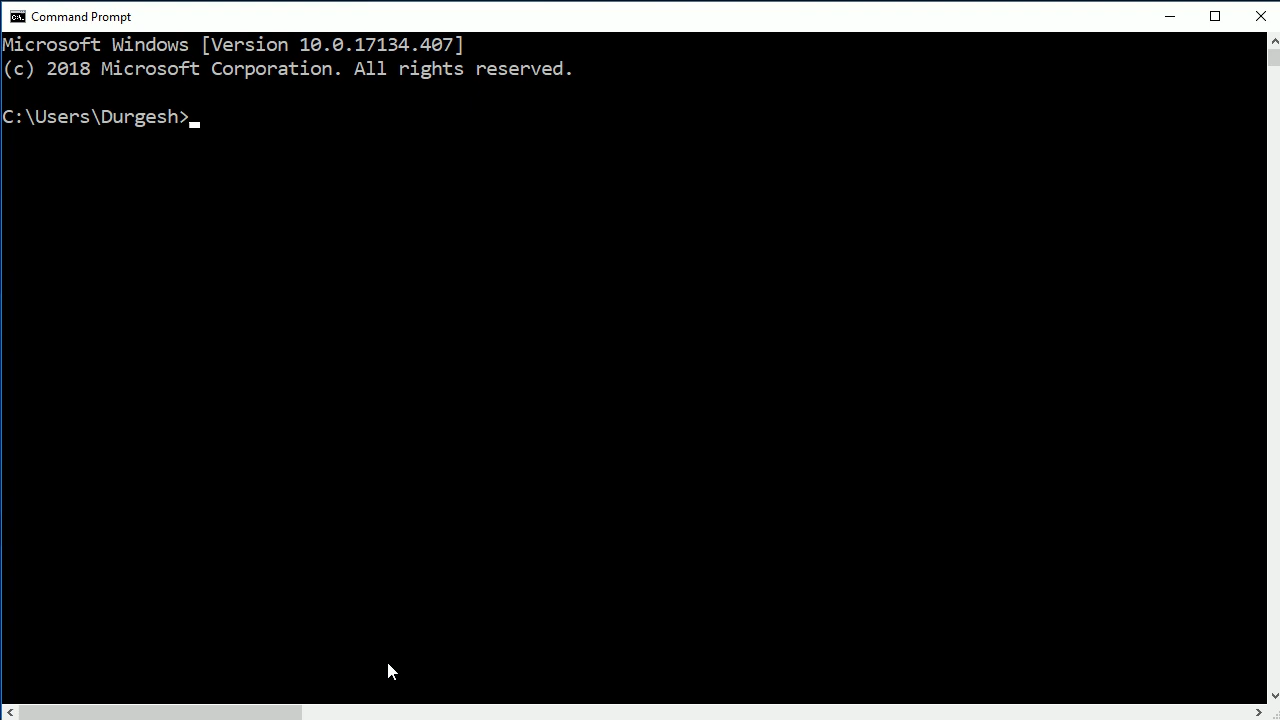 Command Prompt
Microsoft Windows [Version 10.0.17134.407]
(c) 2018 Microsoft Corporation. All rights reserved.
C:\Users\Durgesh>